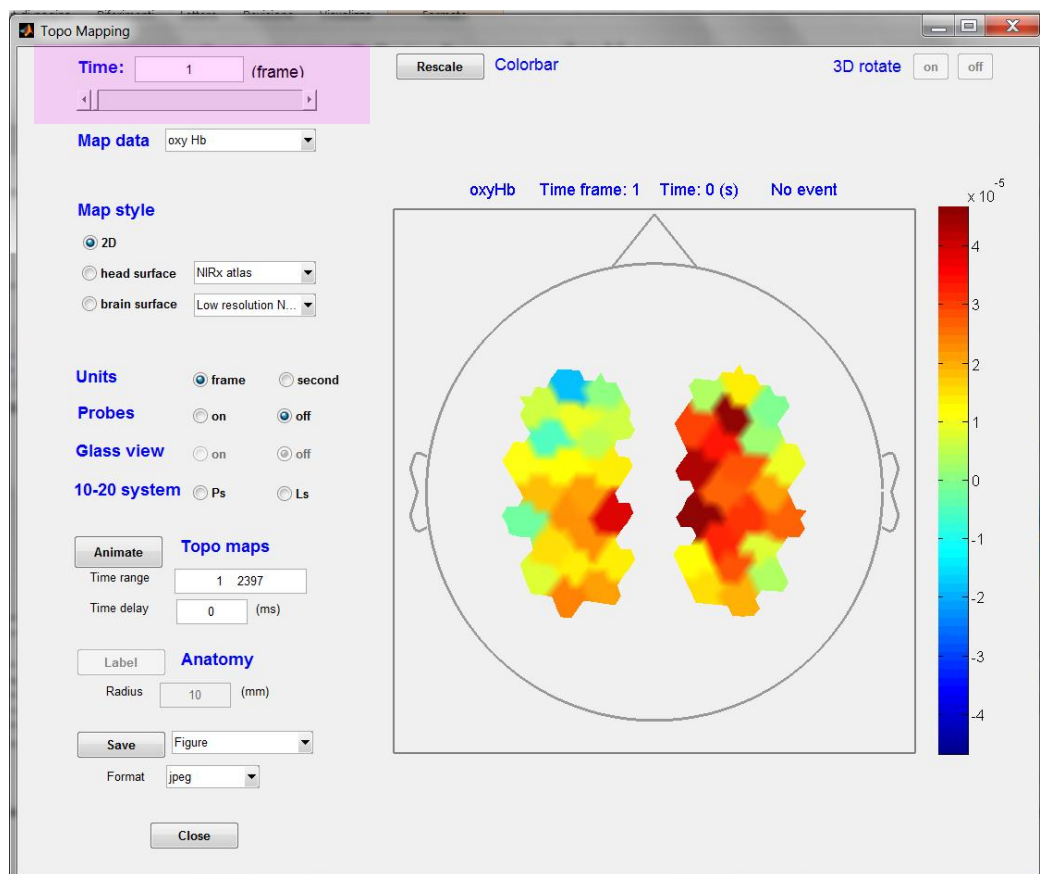 Topo Mapping
Time: 1 (frame)
Rescale Colorbar
3D rotate on off
Map data oxy Hb
oxyHb Time frame: 1 Time: 0 (s) No event
x 10^-5
Map style
2D
head surface NIRx atlas
brain surface Low resolution N...
Units frame second
Probes on off
Glass view on off
10-20 system Ps Ls
Animate Topo maps
Time range 1 2397
Time delay 0 (ms)
Label Anatomy
Radius 10 (mm)
Save Figure
Format jpeg
Close
4
3
2
1
0
-1
-2
-3
-4